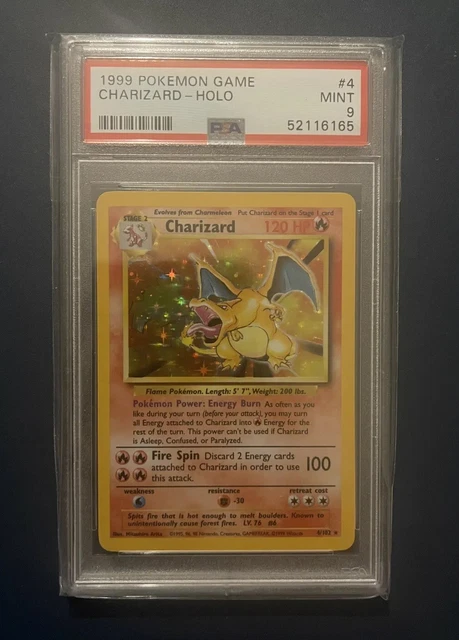 1999 POKEMON GAME #4
CHARIZARD-HOLO MINT
9
PSA 52116165
Evolves from Charmeleon Put Charizard on the Stage 1 card
STAGE 2
Charizard 120 HP
Flame Pokémon. Length: 5' 7", Weight: 200 lbs.
Pokémon Power: Energy Burn As often as you
like during your turn (before your attack), you may turn
all Energy attached to Charizard into Energy for the
rest of the turn. This power can't be used if Charizard
is Asleep, Confused, or Paralyzed.
Fire Spin Discard 2 Energy cards
attached to Charizard in order to use 100
this attack.
weakness resistance retreat cost
-30
Spits fire that is hot enough to melt boulders. Known to
unintentionally cause forest fires. LV. 76 #6
Illus. Mitsuhiro Arita 4/102